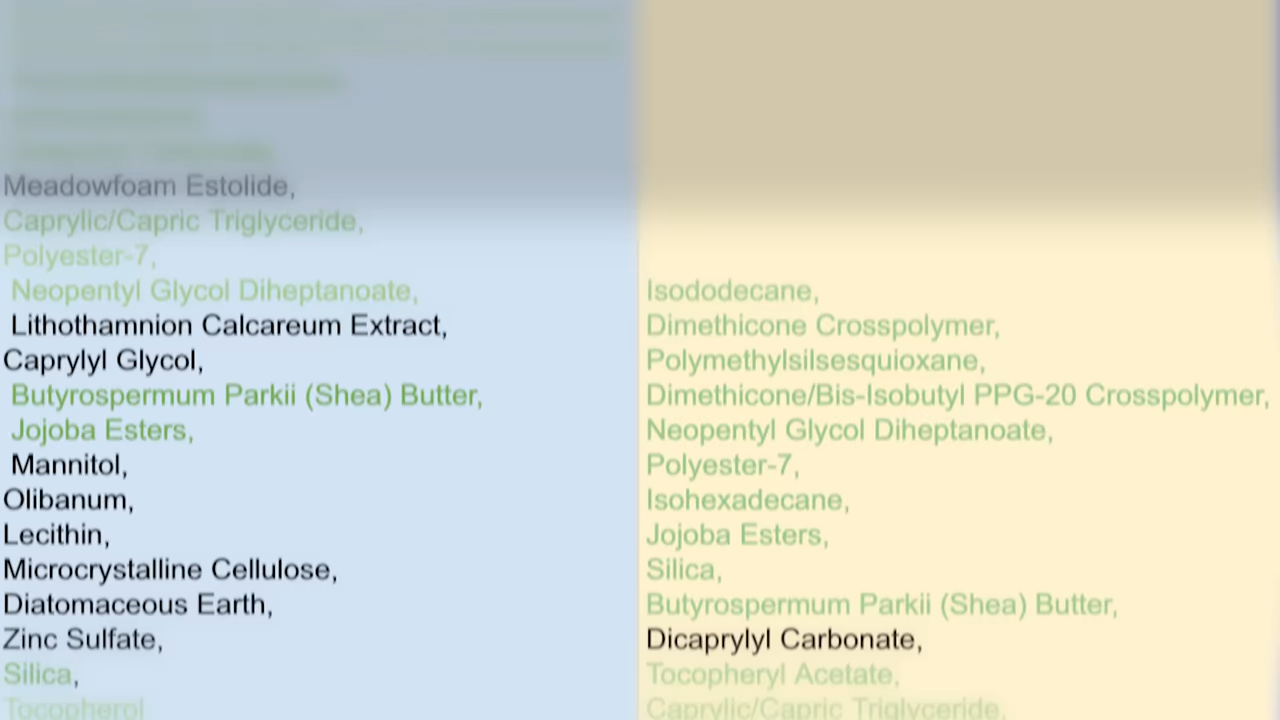 Meadowfoam Estolide,
Caprylic/Capric Triglyceride,
Polyester-7,
Neopentyl Glycol Diheptanoate,
Lithothamnion Calcareum Extract,
Caprylyl Glycol,
Butyrospermum Parkii (Shea) Butter,
Jojoba Esters,
Mannitol,
Olibanum,
Lecithin,
Microcrystalline Cellulose,
Diatomaceous Earth,
Zinc Sulfate,
Silica,
Tocopherol
Isododecane,
Dimethicone Crosspolymer,
Polymethylsilsesquioxane,
Dimethicone/Bis-Isobutyl PPG-20 Crosspolymer,
Neopentyl Glycol Diheptanoate,
Polyester-7,
Isohexadecane,
Jojoba Esters,
Silica,
Butyrospermum Parkii (Shea) Butter,
Dicaprylyl Carbonate,
Tocopheryl Acetate,
Caprylic/Capric Triglyceride,